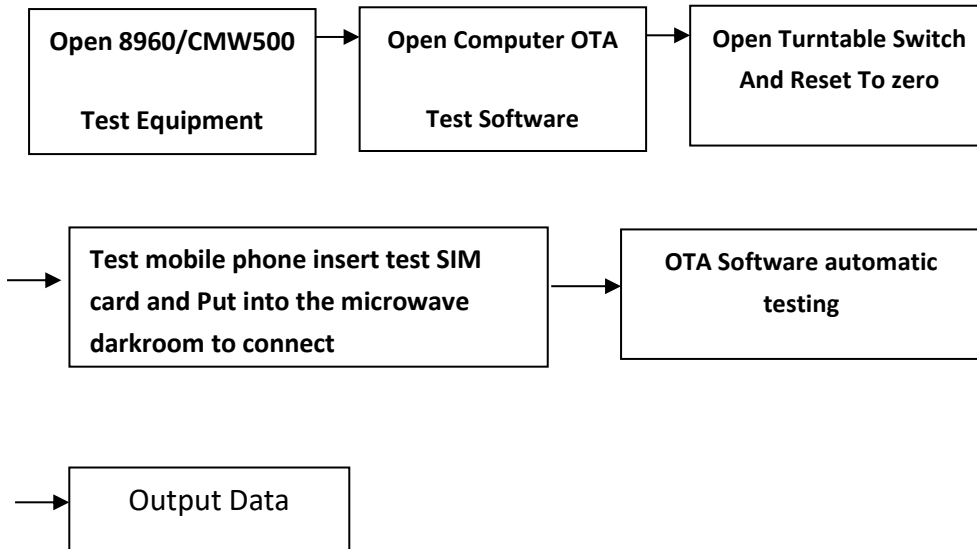 Open 8960/CMW500
Test Equipment
Open Computer OTA
Test Software
Open Turntable Switch
And Reset To zero
Test mobile phone insert test SIM
card and Put into the microwave
darkroom to connect
OTA Software automatic
testing
Output Data